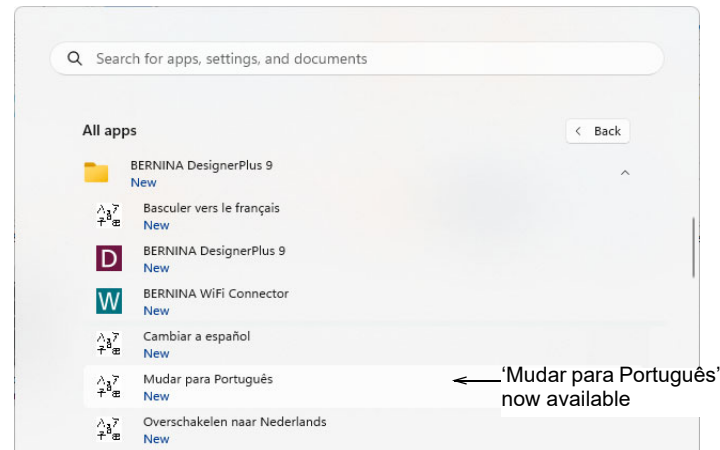 Search for apps, settings, and documents
All apps
Back
BERNINA DesignerPlus 9
New
Basculer vers le français
New
D
BERNINA DesignerPlus 9
New
W
BERNINA WiFi Connector
New
Cambiar a español
New
Mudar para Português
New
‘Mudar para Português’
now available
Overschakelen naar Nederlands
New